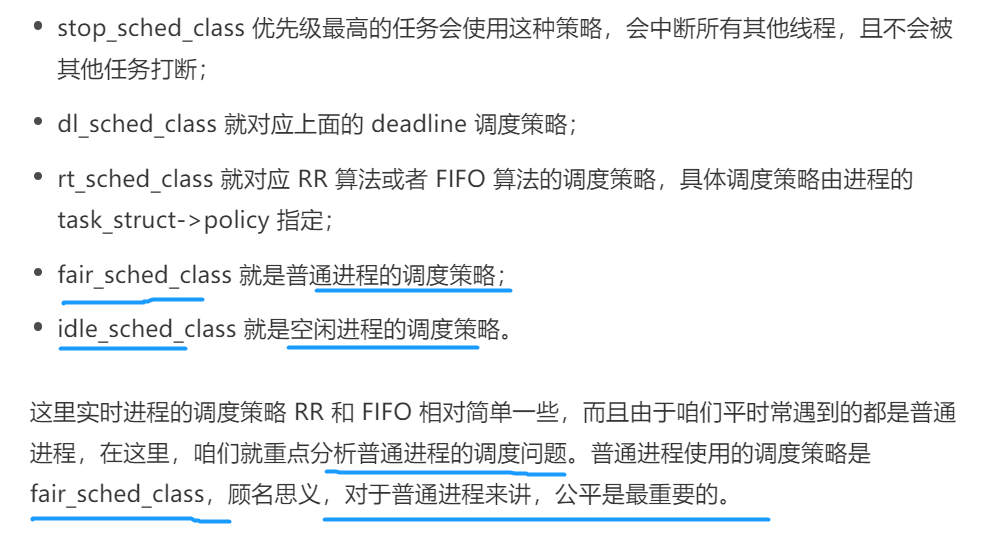 • stop_sched_class 优先级最高的任务会使用这种策略，会中断所有其他线程，且不会被
其他任务打断；
• dl_sched_class 就对应上面的 deadline 调度策略；
• rt_sched_class 就对应 RR 算法或者 FIFO 算法的调度策略，具体调度策略由进程的
task_struct->policy 指定；
• fair_sched_class 就是普通进程的调度策略；
• idle_sched_class 就是空闲进程的调度策略。
这里实时进程的调度策略 RR 和 FIFO 相对简单一些，而且由于咱们平时常遇到的都是普通
进程，在这里，咱们就重点分析普通进程的调度问题。普通进程使用的调度策略是
fair_sched_class，顾名思义，对于普通进程来讲，公平是最重要的。